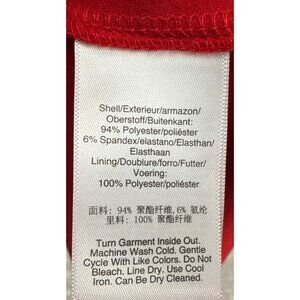 Shell/Exterieur/armazon/
Oberstoff/Buitenkant:
94% Polyester/poliéster
6% Spandex/elastano/Elasthan/
Elasthaan
Lining/Doublure/forro/Futter/
Voering:
100% Polyester/poliéster
面料: 94% 聚酯纤维,6% 氨纶
里料: 100% 聚酯纤维
Turn Garment Inside Out.
Machine Wash Cold. Gentle
Cycle With Like Colors. Do Not
Bleach. Line Dry. Use Cool
Iron. Can Be Dry Cleaned.